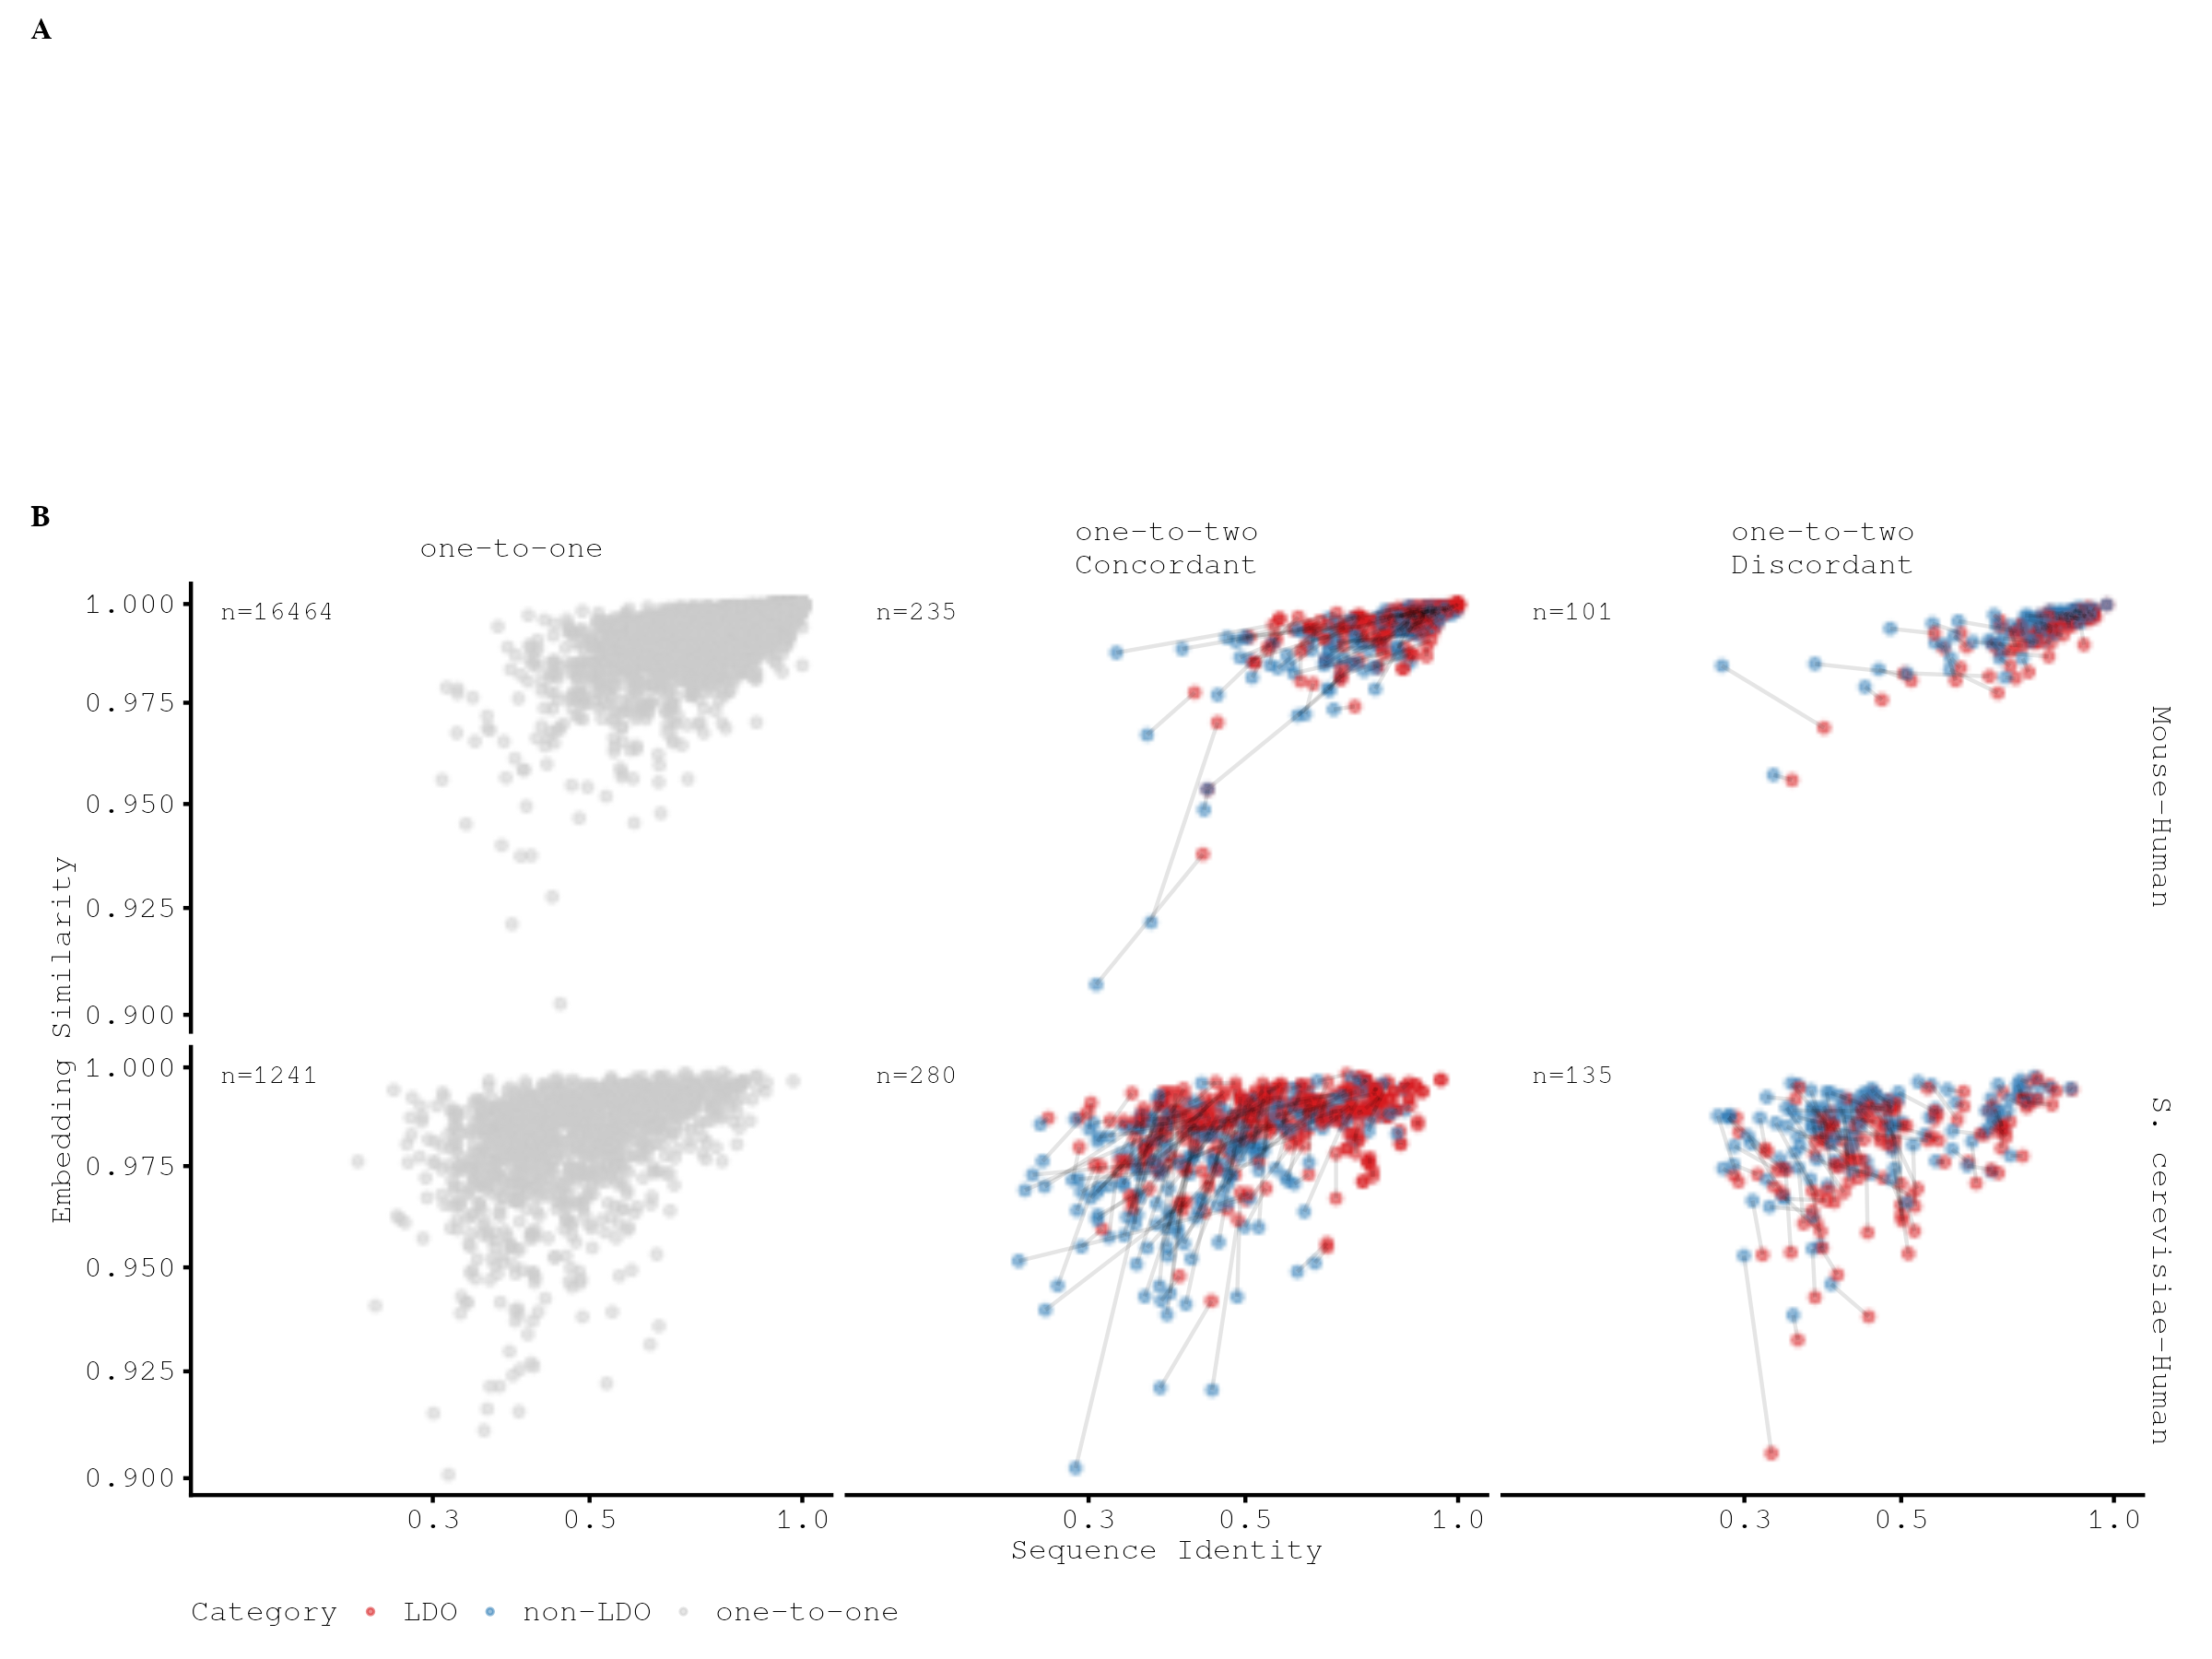 A
B
one-to-one
one-to-two
Concordant
one-to-two
Discordant
n=16464
n=235
n=101
1.000
0.975
0.950
0.925
0.900
Mouse-Human
n=1241
n=280
n=135
1.000
0.975
0.950
0.925
0.900
S. cerevisiae-Human
Embedding Similarity
0.3 0.5 1.0
0.3 0.5 1.0
0.3 0.5 1.0
Sequence Identity
Category LDO non-LDO one-to-one